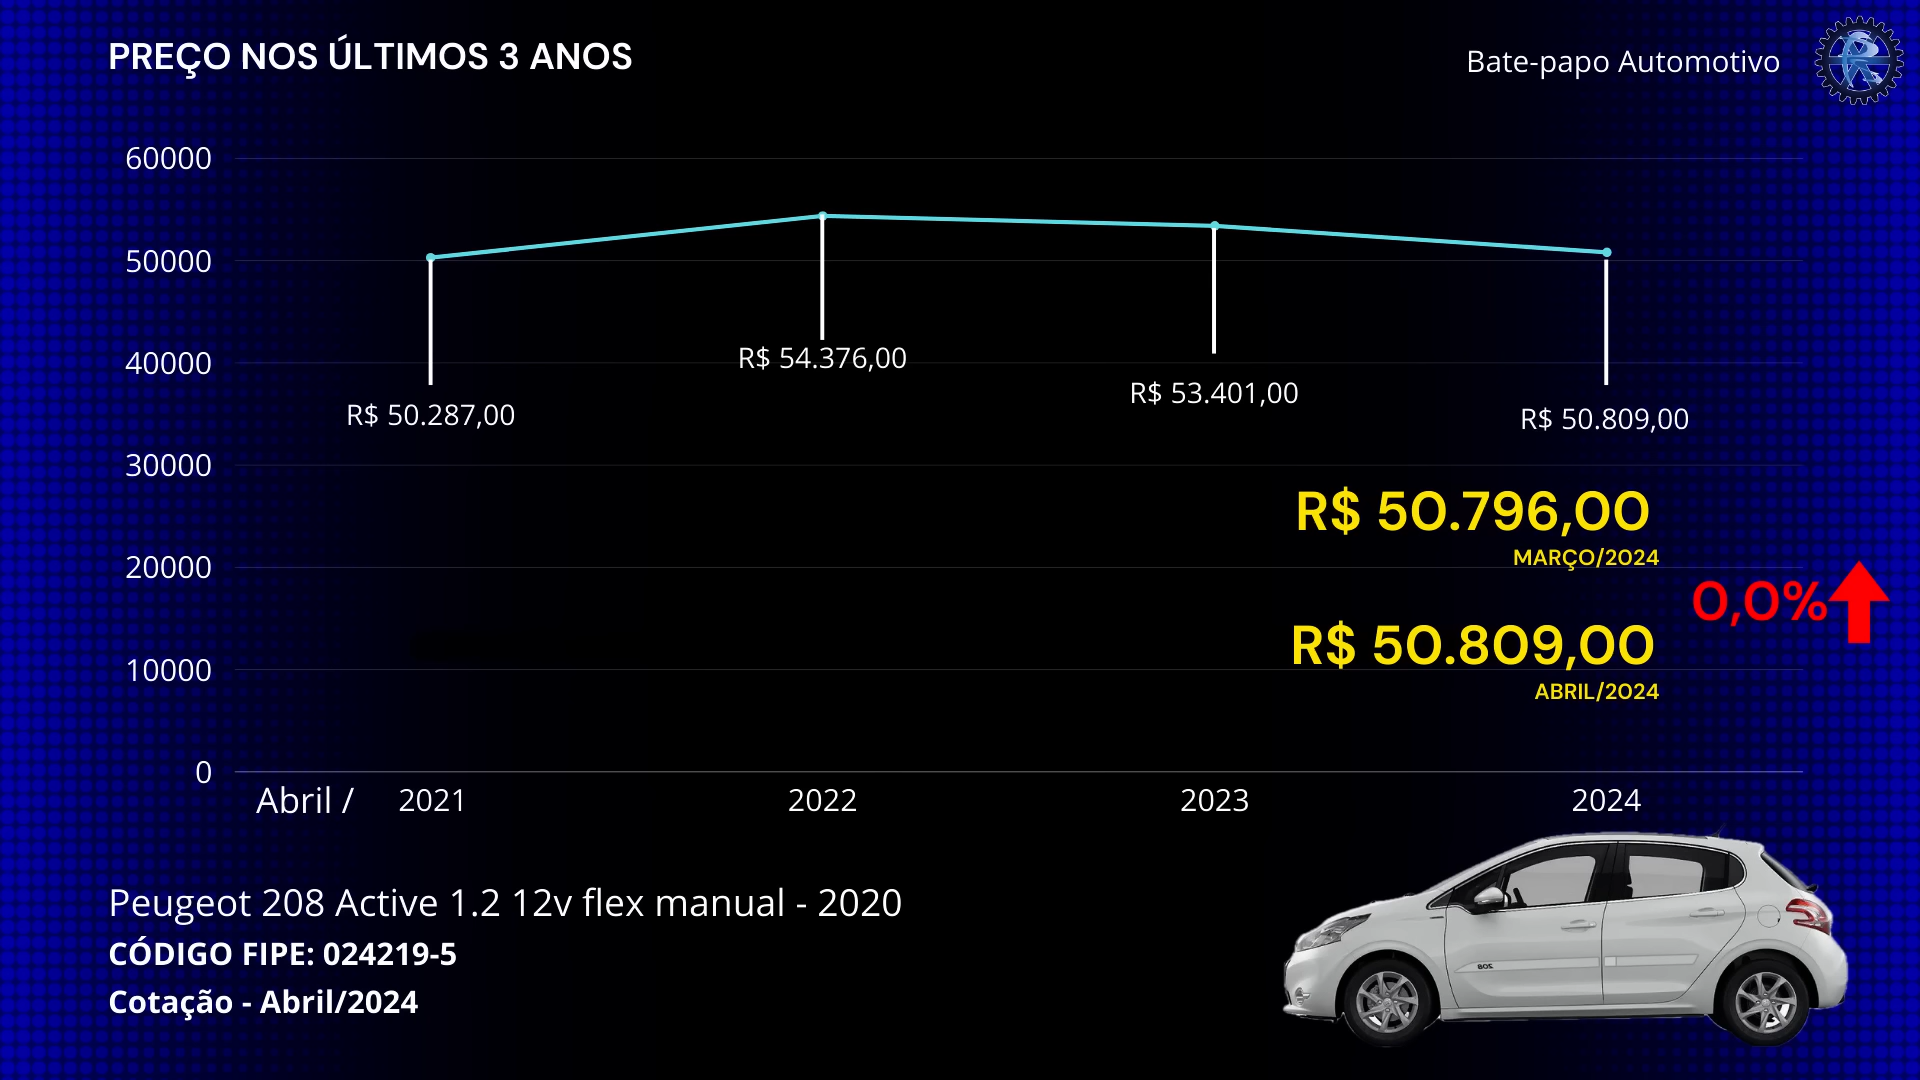 PREÇO NOS ÚLTIMOS 3 ANOS
Bate-papo Automotivo
60000
50000
40000
30000
20000
10000
0
R$ 50.287,00
R$ 54.376,00
R$ 53.401,00
R$ 50.809,00
R$ 50.796,00
MARÇO/2024
0,0%
R$ 50.809,00
ABRIL/2024
Abril / 2021 2022 2023 2024
Peugeot 208 Active 1.2 12v flex manual - 2020
CÓDIGO FIPE: 024219-5
Cotação - Abril/2024
208